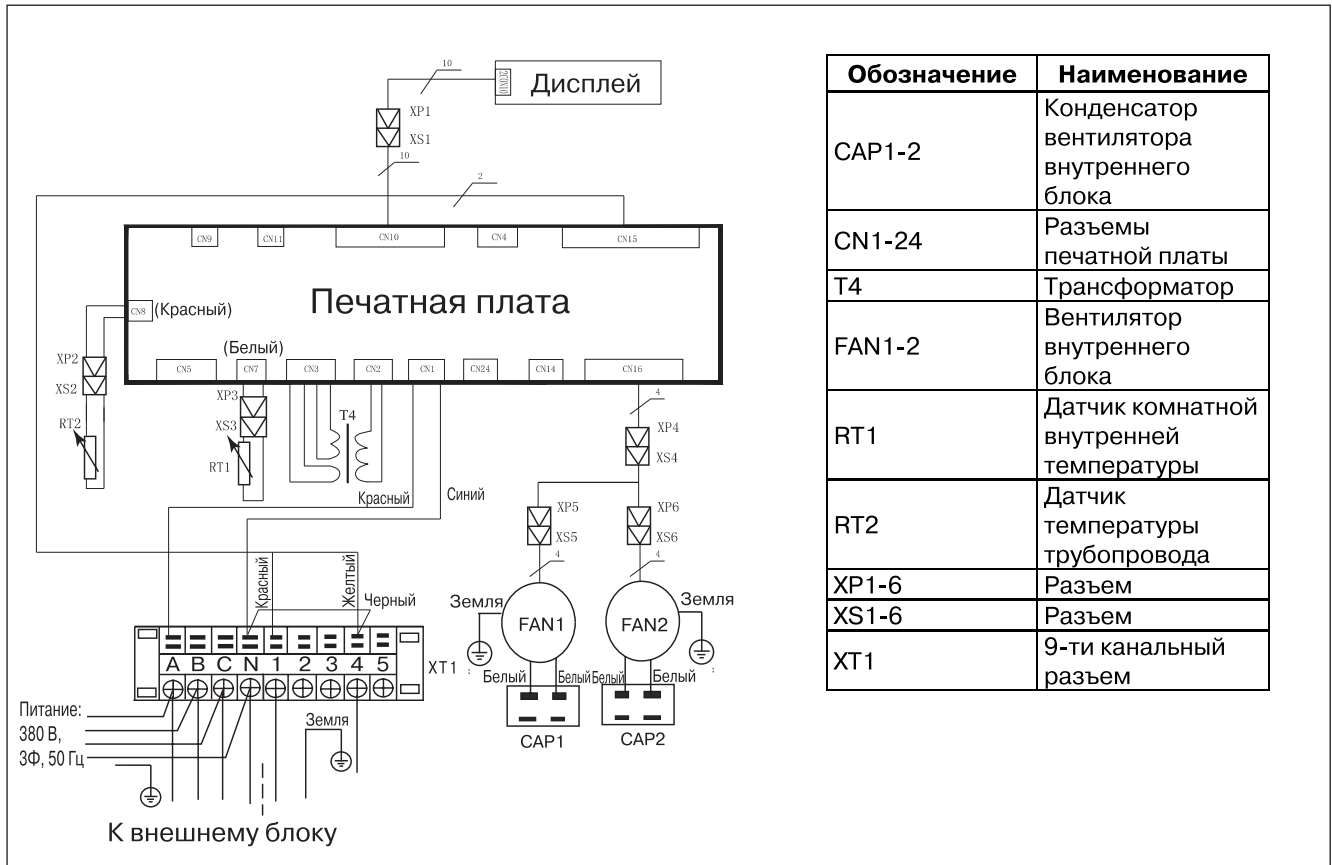 10
Дисплей
XP1
XS1
10
2
CN9
CN11
CN10
CN4
CN15
CN8
(Красный)
Печатная плата
(Белый)
CN5
CN7
CN3
CN2
CN1
CN24
CN14
CN16
XP2
XS2
RT2
XP3
XS3
RT1
T4
Красный
Синий
4
XP4
XS4
XP5
XS5
XP6
XS6
4
4
Красный
Желтый
Черный
Земля
FAN1
FAN2
Земля
A B C N 1 2 3 4 5
XT1 :
Белый
Белый
Белый
Белый
CAP1
CAP2
Питание:
380 В,
3Ф, 50 Гц
Земля
К внешнему блоку
Обозначение Наименование
CAP1-2
Конденсатор
вентилятора
внутреннего
блока
CN1-24
Разъемы
печатной платы
T4 Трансформатор
FAN1-2
Вентилятор
внутреннего
блока
RT1
Датчик комнатной
внутренней
температуры
RT2
Датчик
температуры
трубопровода
XP1-6 Разъем
XS1-6 Разъем
XT1
9-ти канальный
разъем